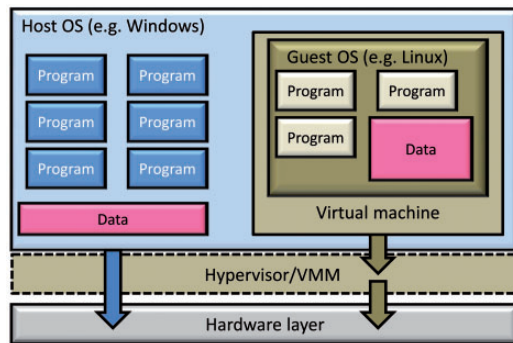 Host OS (e.g. Windows)
Program Program
Program Program
Program Program
Data
Guest OS (e.g. Linux)
Program Program
Program
Data
Virtual machine
Hypervisor/VMM
Hardware layer